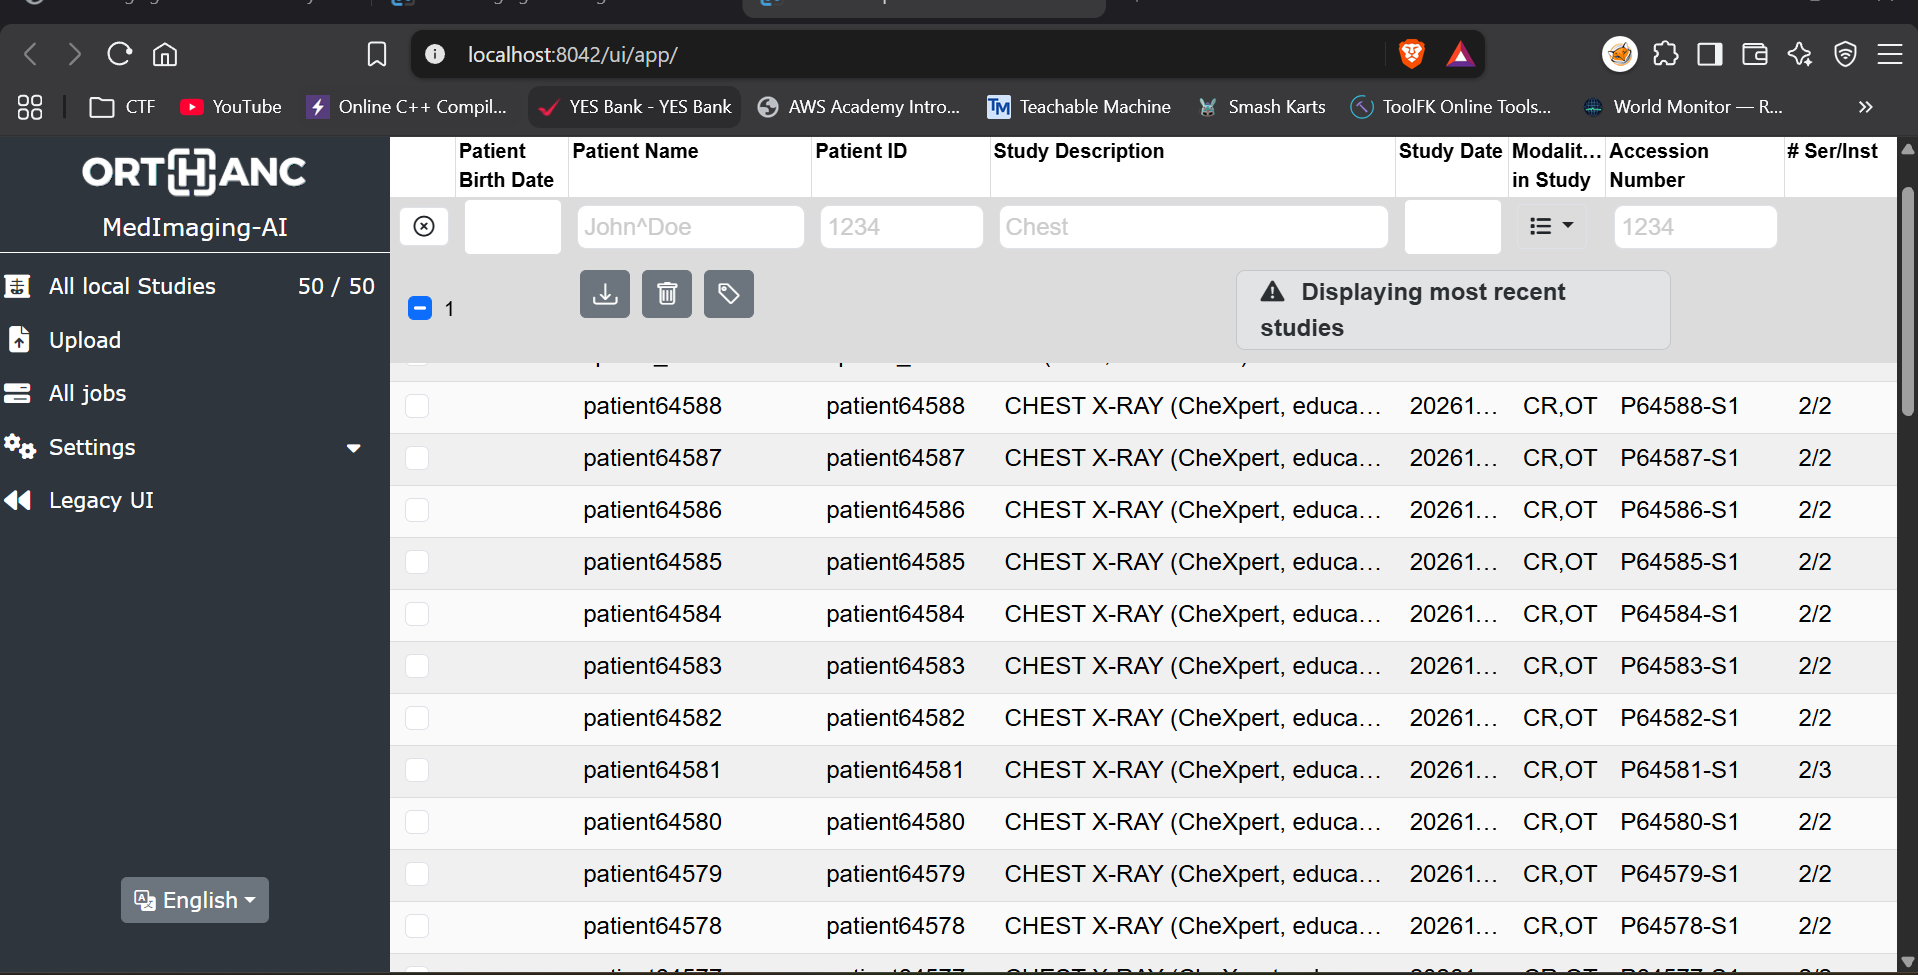 localhost:8042/ui/app/
CTF
YouTube
Online C++ Compil...
YES Bank - YES Bank
AWS Academy Intro...
TM Teachable Machine
Smash Karts
ToolFK Online Tools...
World Monitor — R...
ORTHANC
MedImaging-AI
All local Studies 50 / 50
Upload
All jobs
Settings
Legacy UI
English
Patient Birth Date
Patient Name
Patient ID
Study Description
Study Date
Modalit... in Study
Accession Number
# Ser/Inst
John^Doe
1234
Chest
1234
1
Displaying most recent
studies
patient64588 patient64588 CHEST X-RAY (CheXpert, educa... 20261... CR,OT P64588-S1 2/2
patient64587 patient64587 CHEST X-RAY (CheXpert, educa... 20261... CR,OT P64587-S1 2/2
patient64586 patient64586 CHEST X-RAY (CheXpert, educa... 20261... CR,OT P64586-S1 2/2
patient64585 patient64585 CHEST X-RAY (CheXpert, educa... 20261... CR,OT P64585-S1 2/2
patient64584 patient64584 CHEST X-RAY (CheXpert, educa... 20261... CR,OT P64584-S1 2/2
patient64583 patient64583 CHEST X-RAY (CheXpert, educa... 20261... CR,OT P64583-S1 2/2
patient64582 patient64582 CHEST X-RAY (CheXpert, educa... 20261... CR,OT P64582-S1 2/2
patient64581 patient64581 CHEST X-RAY (CheXpert, educa... 20261... CR,OT P64581-S1 2/3
patient64580 patient64580 CHEST X-RAY (CheXpert, educa... 20261... CR,OT P64580-S1 2/2
patient64579 patient64579 CHEST X-RAY (CheXpert, educa... 20261... CR,OT P64579-S1 2/2
patient64578 patient64578 CHEST X-RAY (CheXpert, educa... 20261... CR,OT P64578-S1 2/2